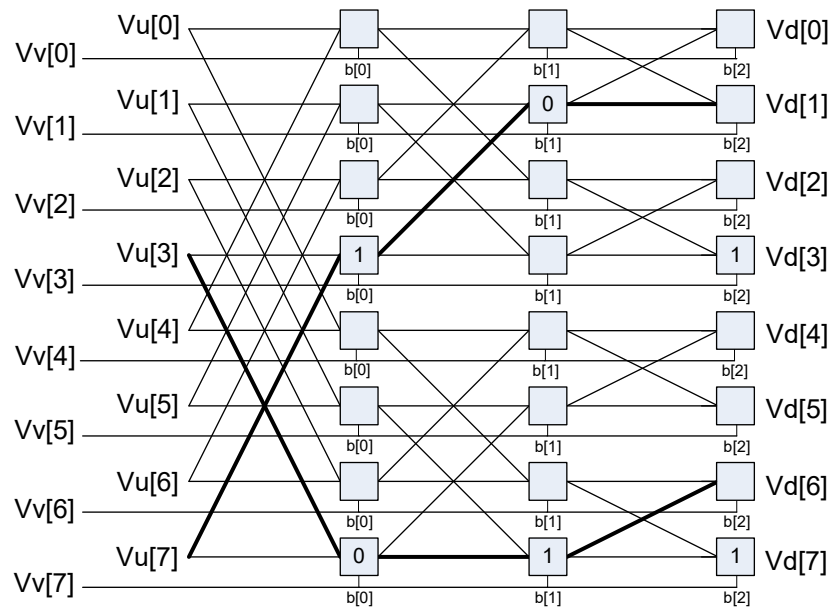 Vu[0] Vd[0]
Vv[0] b[0] b[1] b[2]
Vu[1] 0 Vd[1]
Vv[1] b[0] b[1] b[2]
Vu[2] Vd[2]
Vv[2] b[0] b[1] b[2]
Vu[3] 1 1 Vd[3]
Vv[3] b[0] b[1] b[2]
Vu[4] Vd[4]
Vv[4] b[0] b[1] b[2]
Vu[5] Vd[5]
Vv[5] b[0] b[1] b[2]
Vu[6] Vd[6]
Vv[6] b[0] b[1] b[2]
Vu[7] 0 1 1 Vd[7]
Vv[7] b[0] b[1] b[2]